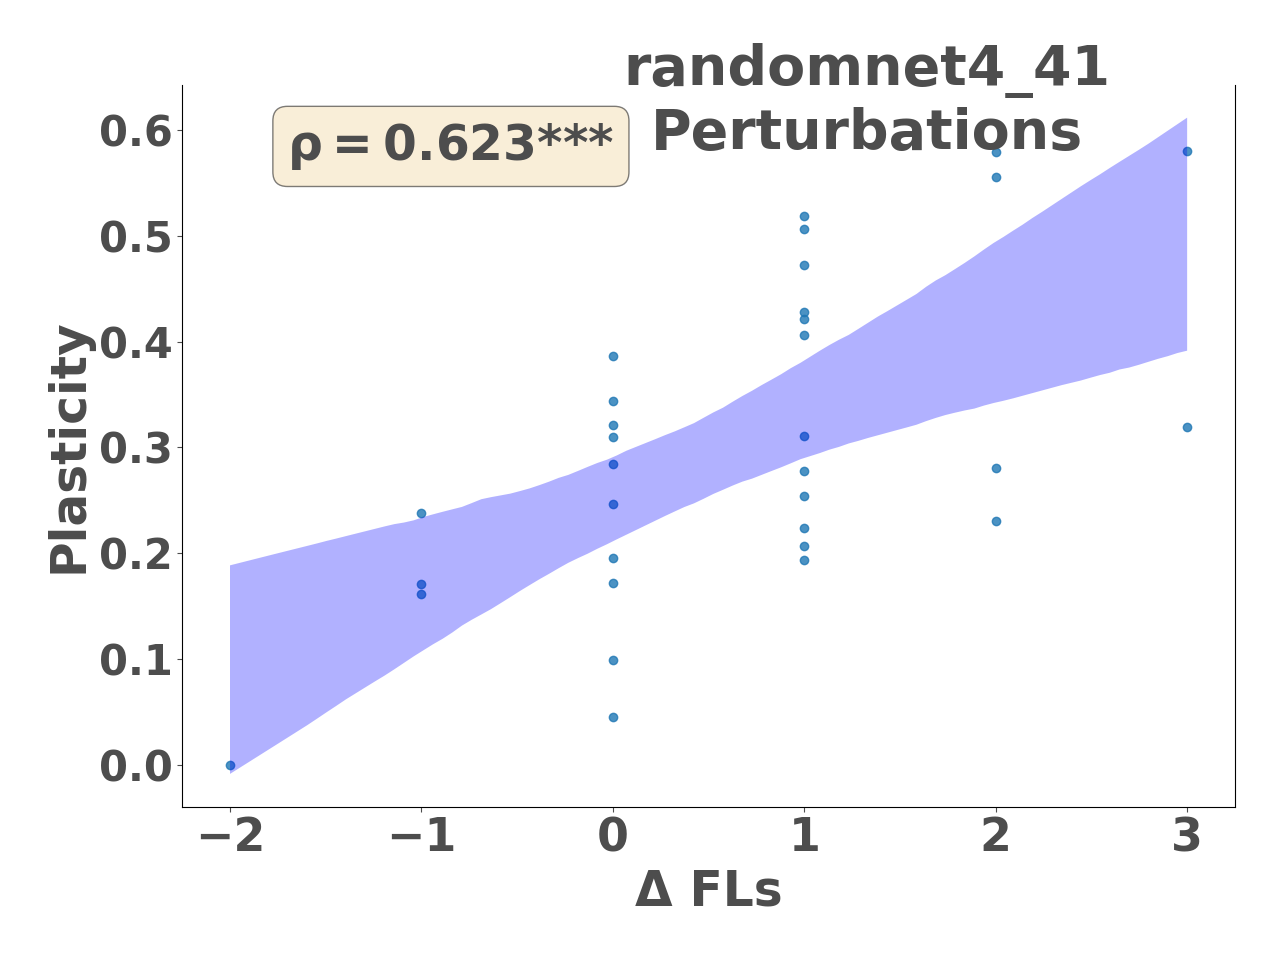 randomnet4_41
Perturbations
ρ = 0.623***
Plasticity
0.6
0.5
0.4
0.3
0.2
0.1
0.0
−2 −1 0 1 2 3
Δ FLs